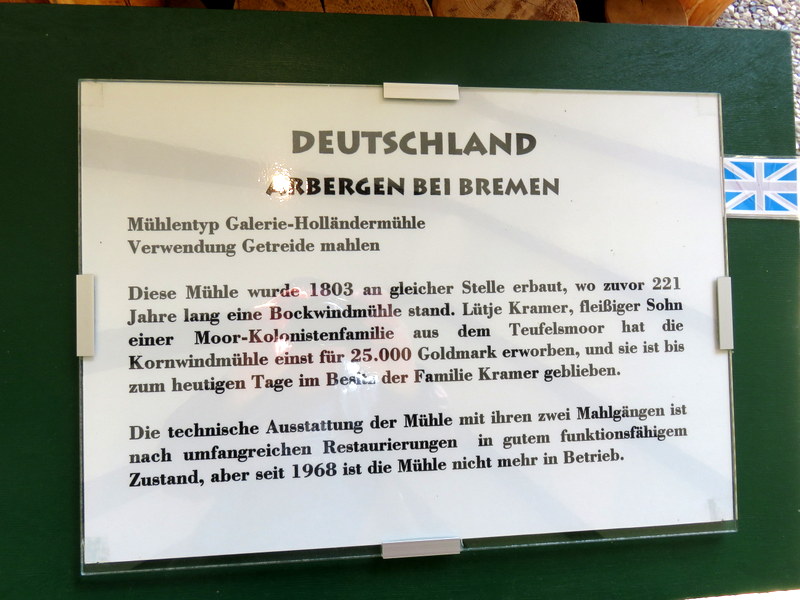 DEUTSCHLAND
ARBERGEN BEI BREMEN
Mühlentyp Galerie-Holländermühle
Verwendung Getreide mahlen
Diese Mühle wurde 1803 an gleicher Stelle erbaut, wo zuvor 221
Jahre lang eine Bockwindmühle stand. Lütje Kramer, fleißiger Sohn
einer Moor-Kolonistenfamilie aus dem Teufelsmoor hat die
Kornwindmühle einst für 25.000 Goldmark erworben, und sie ist bis
zum heutigen Tage im Besitz der Familie Kramer geblieben.
Die technische Ausstattung der Mühle mit ihren zwei Mahlgängen ist
nach umfangreichen Restaurierungen in gutem funktionsfähigem
Zustand, aber seit 1968 ist die Mühle nicht mehr in Betrieb.